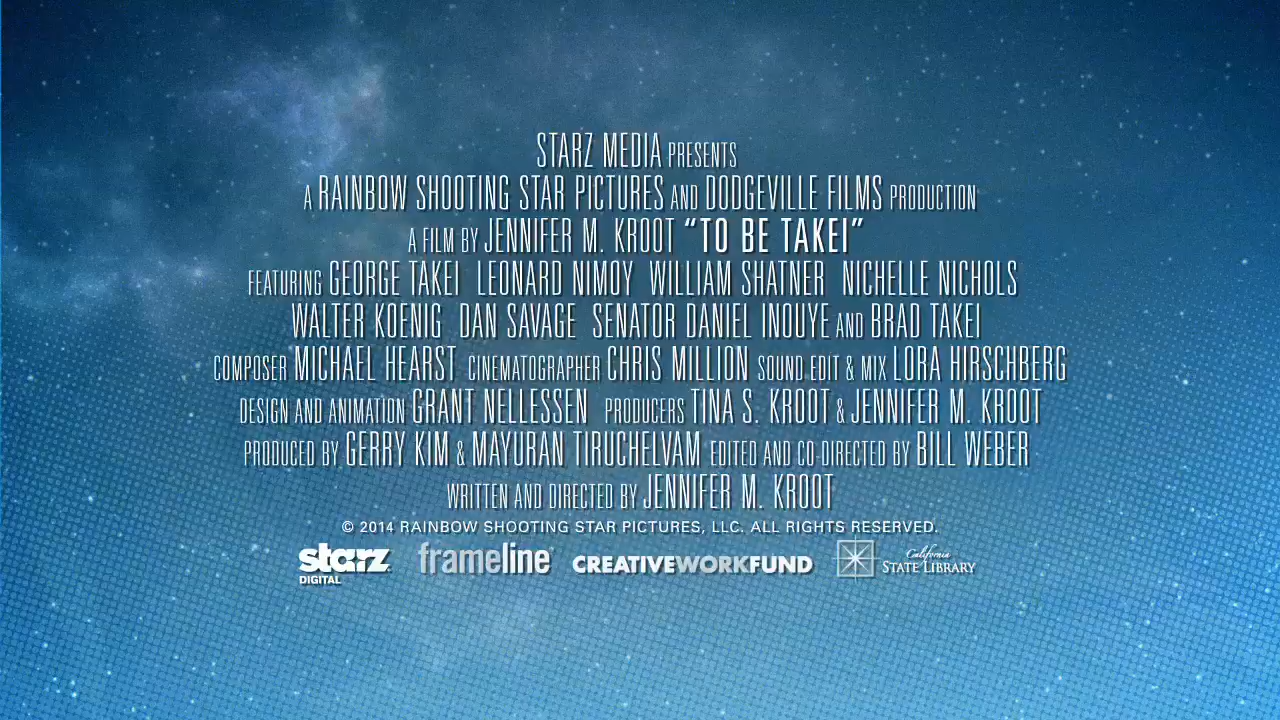 STARZ MEDIA PRESENTS
A RAINBOW SHOOTING STAR PICTURES AND DODGEVILLE FILMS PRODUCTION
A FILM BY JENNIFER M. KROOT “TO BE TAKEI”
FEATURING GEORGE TAKEI LEONARD NIMOY WILLIAM SHATNER NICHELLE NICHOLS
WALTER KOENIG DAN SAVAGE SENATOR DANIEL INOUYE AND BRAD TAKEI
COMPOSER MICHAEL HEARST CINEMATOGRAPHER CHRIS MILLION SOUND EDIT & MIX LORA HIRSCHBERG
DESIGN AND ANIMATION GRANT NELLESSEN PRODUCERS TINA S. KROOT & JENNIFER M. KROOT
PRODUCED BY GERRY KIM & MAYURAN TIRUCHELVAM EDITED AND CO-DIRECTED BY BILL WEBER
WRITTEN AND DIRECTED BY JENNIFER M. KROOT
© 2014 RAINBOW SHOOTING STAR PICTURES, LLC. ALL RIGHTS RESERVED.
starz DIGITAL frameline CREATIVEWORKFUND California STATE LIBRARY